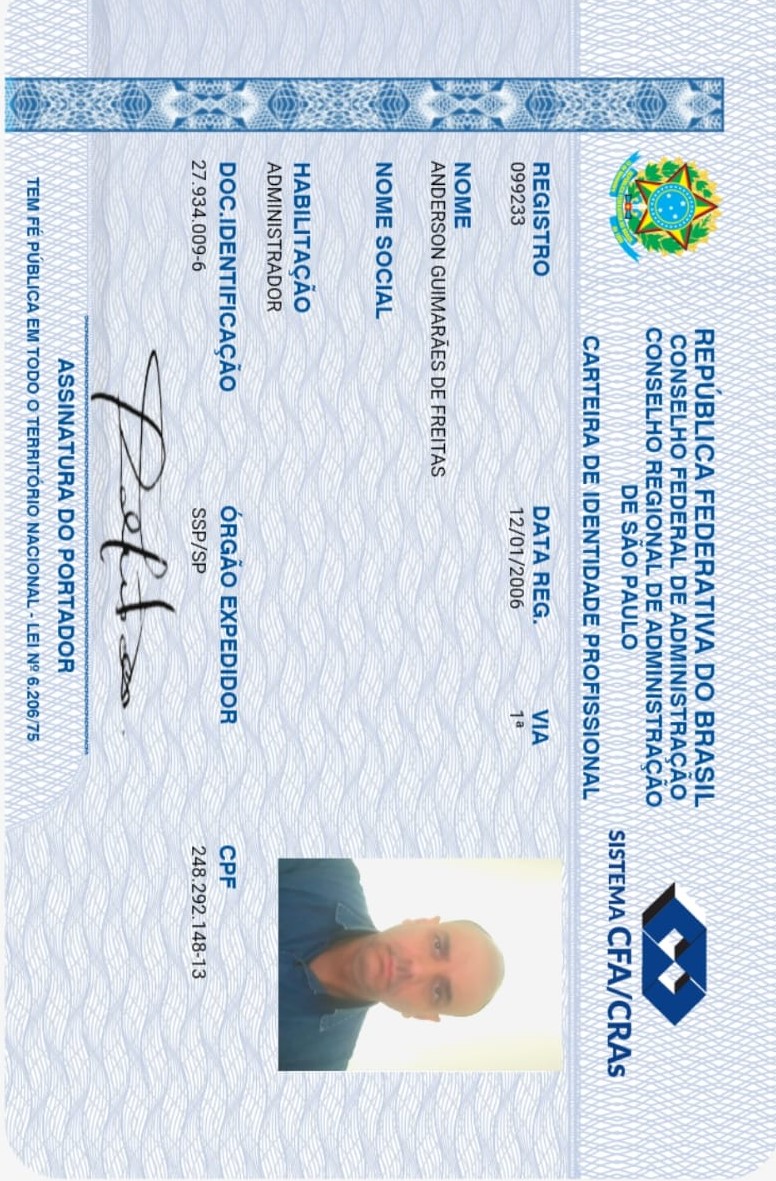 REPÚBLICA FEDERATIVA DO BRASIL
CONSELHO FEDERAL DE ADMINISTRAÇÃO
CONSELHO REGIONAL DE ADMINISTRAÇÃO
DE SÃO PAULO
SISTEMA CFA/CRAs
CARTEIRA DE IDENTIDADE PROFISSIONAL
REGISTRO DATA REG. VIA
099233 12/01/2006 1ª
NOME
ANDERSON GUIMARÃES DE FREITAS
NOME SOCIAL
HABILITAÇÃO
ADMINISTRADOR
DOC.IDENTIFICAÇÃO ÓRGÃO EXPEDIDOR CPF
27.934.009-6 SSP/SP 248.292.148-13
ASSINATURA DO PORTADOR
TEM FÉ PÚBLICA EM TODO O TERRITÓRIO NACIONAL - LEI Nº 6.206/75